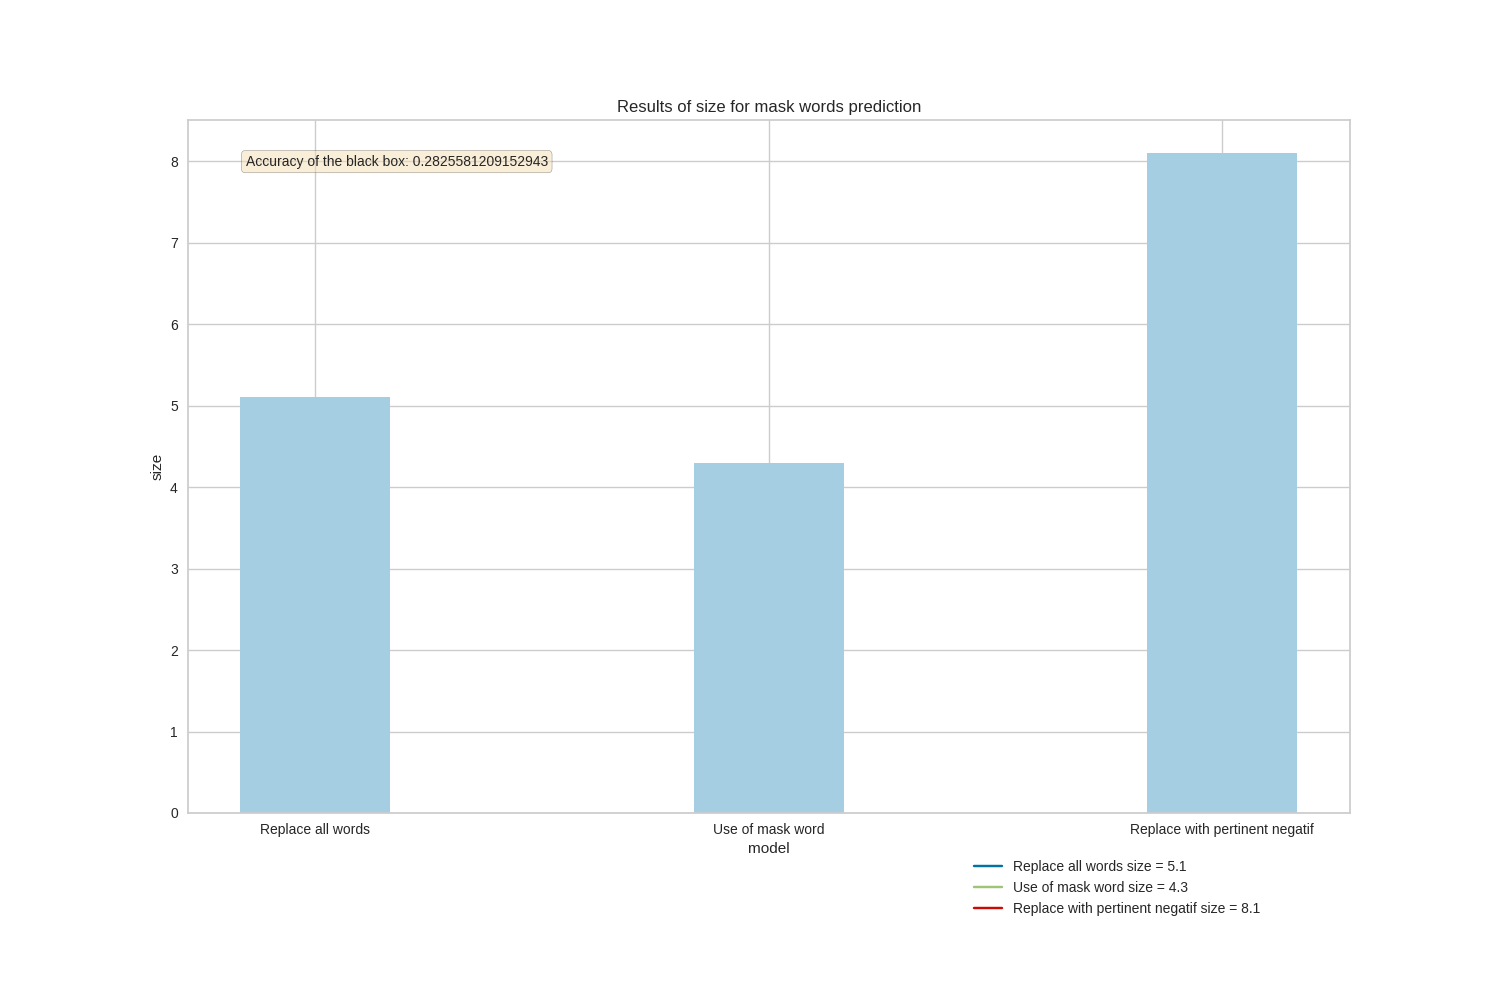 Results of size for mask words prediction
Accuracy of the black box: 0.2825581209152943
8
7
6
5
4
3
2
1
0
size
Replace all words
Use of mask word
Replace with pertinent negatif
model
Replace all words size = 5.1
Use of mask word size = 4.3
Replace with pertinent negatif size = 8.1